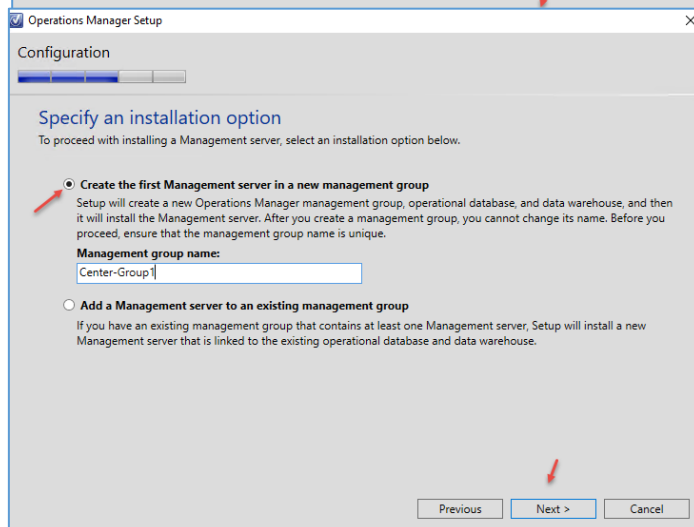 Operations Manager Setup
Configuration
Specify an installation option
To proceed with installing a Management server, select an installation option below.
Create the first Management server in a new management group
Setup will create a new Operations Manager management group, operational database, and data warehouse, and then
it will install the Management server. After you create a management group, you cannot change its name. Before you
proceed, ensure that the management group name is unique.
Management group name:
Center-Group1
Add a Management server to an existing management group
If you have an existing management group that contains at least one Management server, Setup will install a new
Management server that is linked to the existing operational database and data warehouse.
Previous Next > Cancel